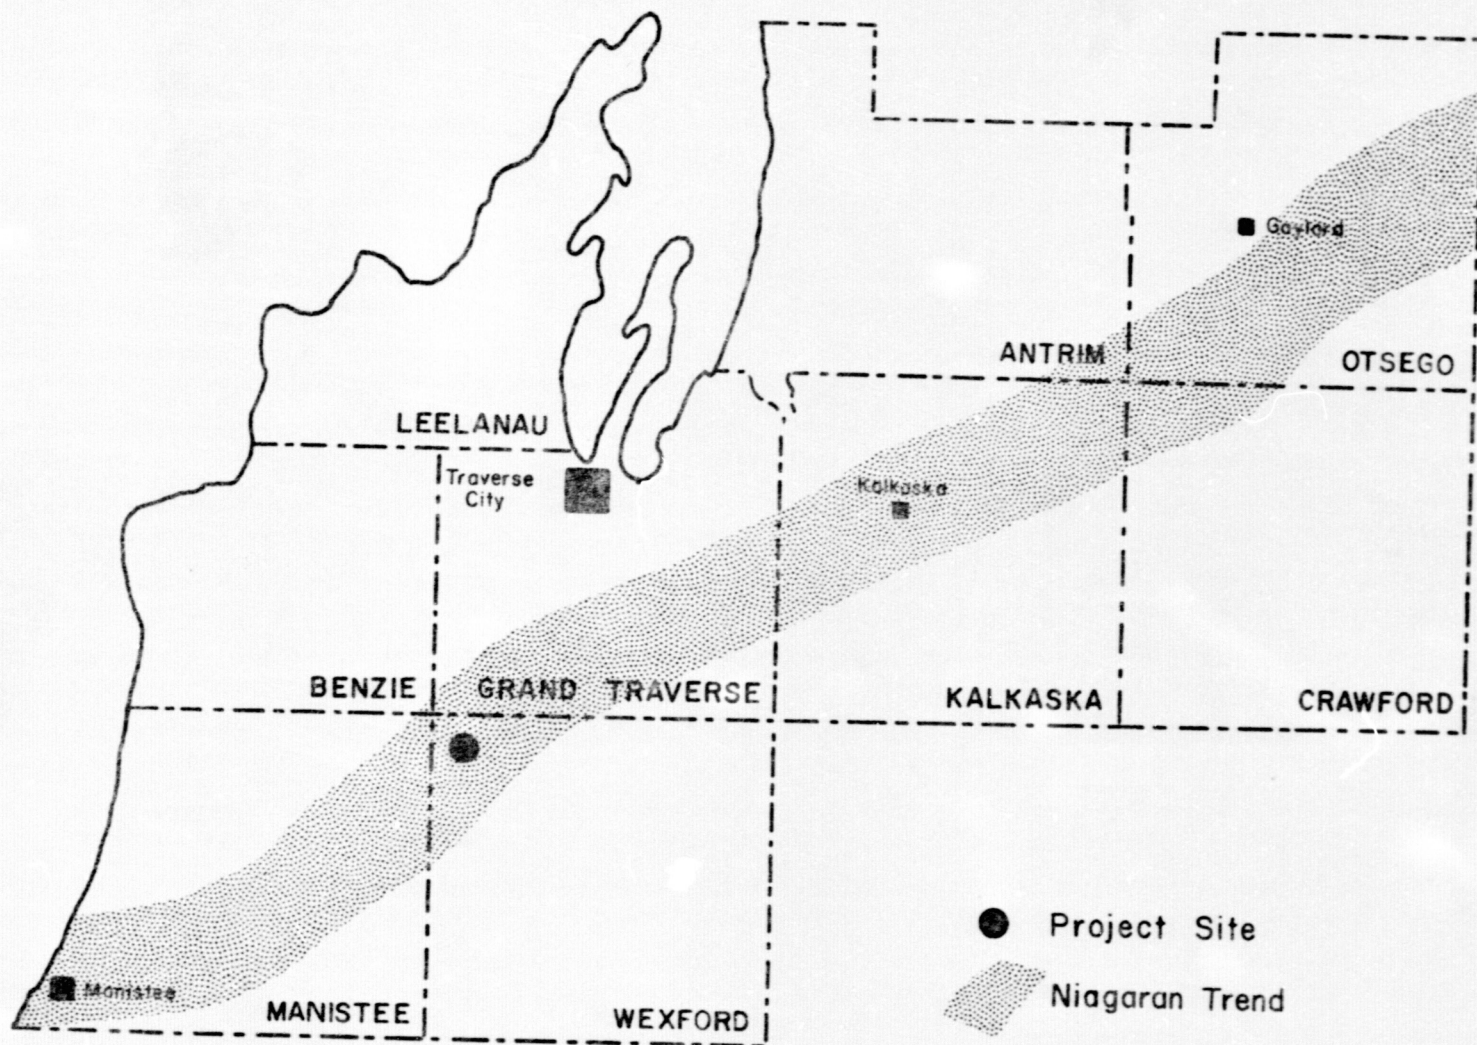 Gaylord
ANTRIM
OTSEGO
LEELANAU
Traverse
City
Kalkaska
BENZIE
GRAND TRAVERSE
KALKASKA
CRAWFORD
Project Site
Manistee
Niagaran Trend
MANISTEE
WEXFORD